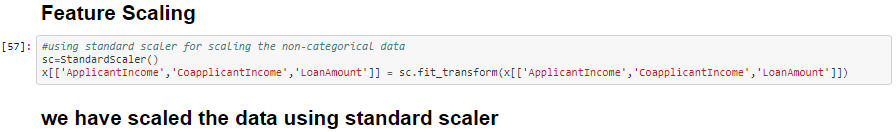 Feature Scaling
[57]: #using standard scaler for scaling the non-categorical data
sc=StandardScaler()
x[['ApplicantIncome','CoapplicantIncome','LoanAmount']] = sc.fit_transform(x[['ApplicantIncome','CoapplicantIncome','LoanAmount']])
we have scaled the data using standard scaler